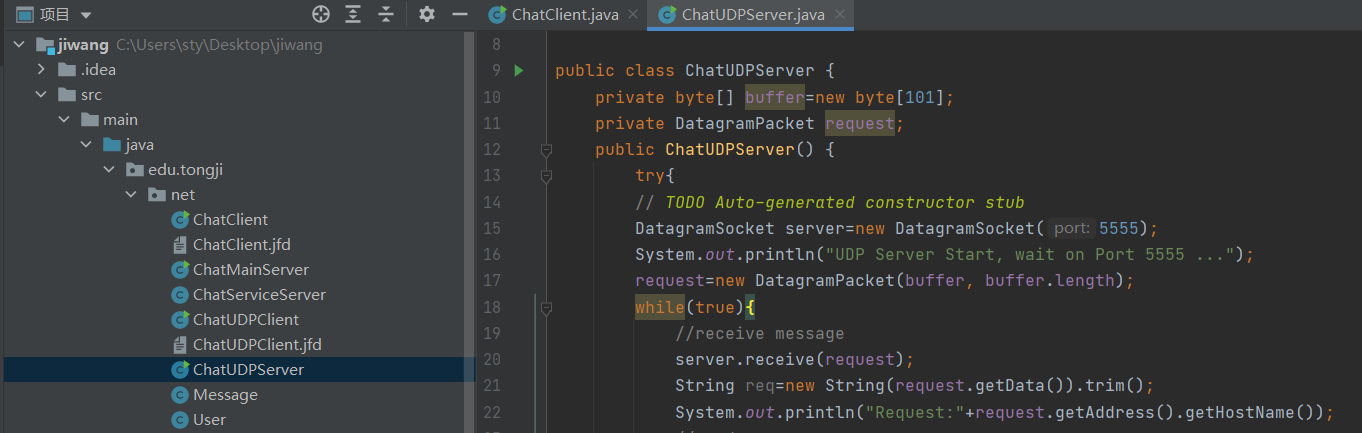 项目
jiwang C:\Users\sty\Desktop\jiwang
.idea
src
main
java
edu.tongji
net
ChatClient
ChatClient.jfd
ChatMainServer
ChatServiceServer
ChatUDPClient
ChatUDPClient.jfd
ChatUDPServer
Message
User
ChatClient.java ChatUDPServer.java
8
9 public class ChatUDPServer {
10 private byte[] buffer=new byte[101];
11 private DatagramPacket request;
12 public ChatUDPServer() {
13 try{
14 // TODO Auto-generated constructor stub
15 DatagramSocket server=new DatagramSocket( port: 5555);
16 System.out.println("UDP Server Start, wait on Port 5555 ...");
17 request=new DatagramPacket(buffer, buffer.length);
18 while(true){
19 //receive message
20 server.receive(request);
21 String req=new String(request.getData()).trim();
22 System.out.println("Request:"+request.getAddress().getHostName());